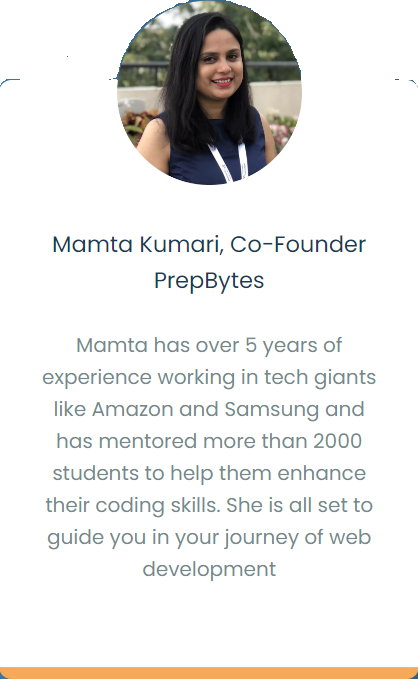 Mamta Kumari, Co-Founder
PrepBytes
Mamta has over 5 years of
experience working in tech giants
like Amazon and Samsung and
has mentored more than 2000
students to help them enhance
their coding skills. She is all set to
guide you in your journey of web
development